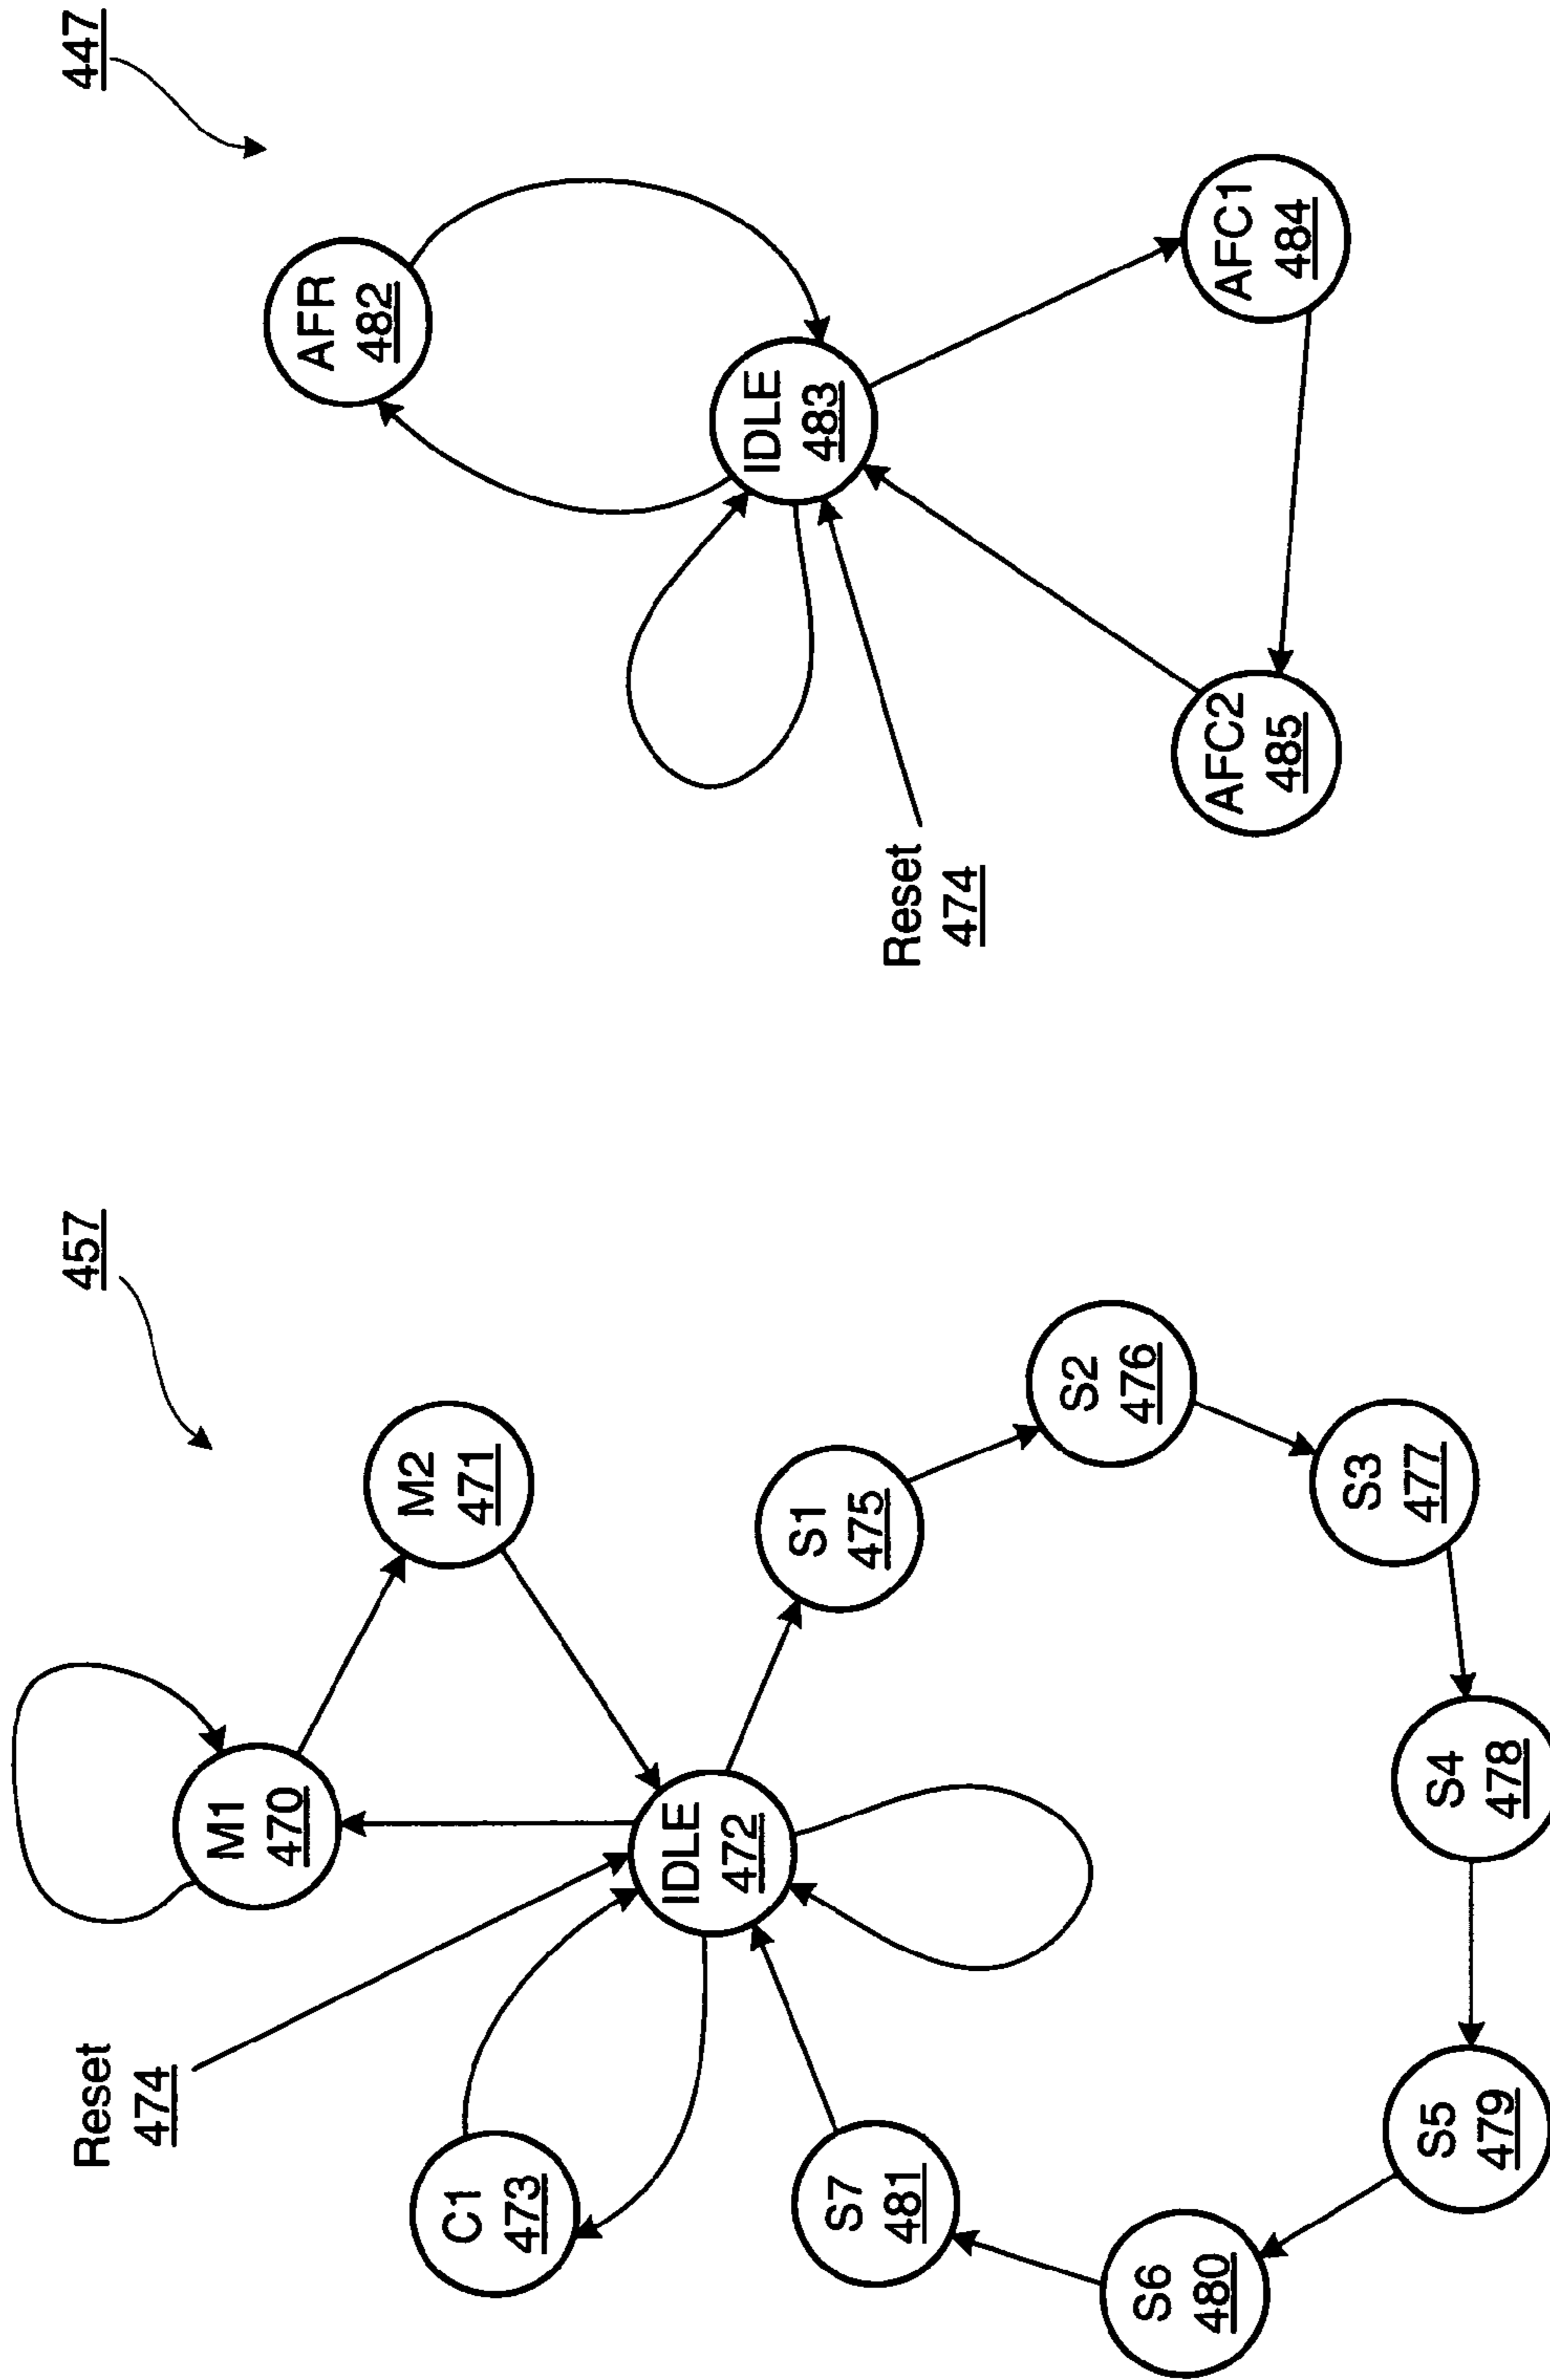 457
Reset
474
M1
470
M2
471
C1
473
IDLE
472
S1
475
S7
481
S2
476
S6
480
S3
477
S5
479
S4
478
447
AFR
482
IDLE
483
Reset
474
AFC2
485
AFC1
484